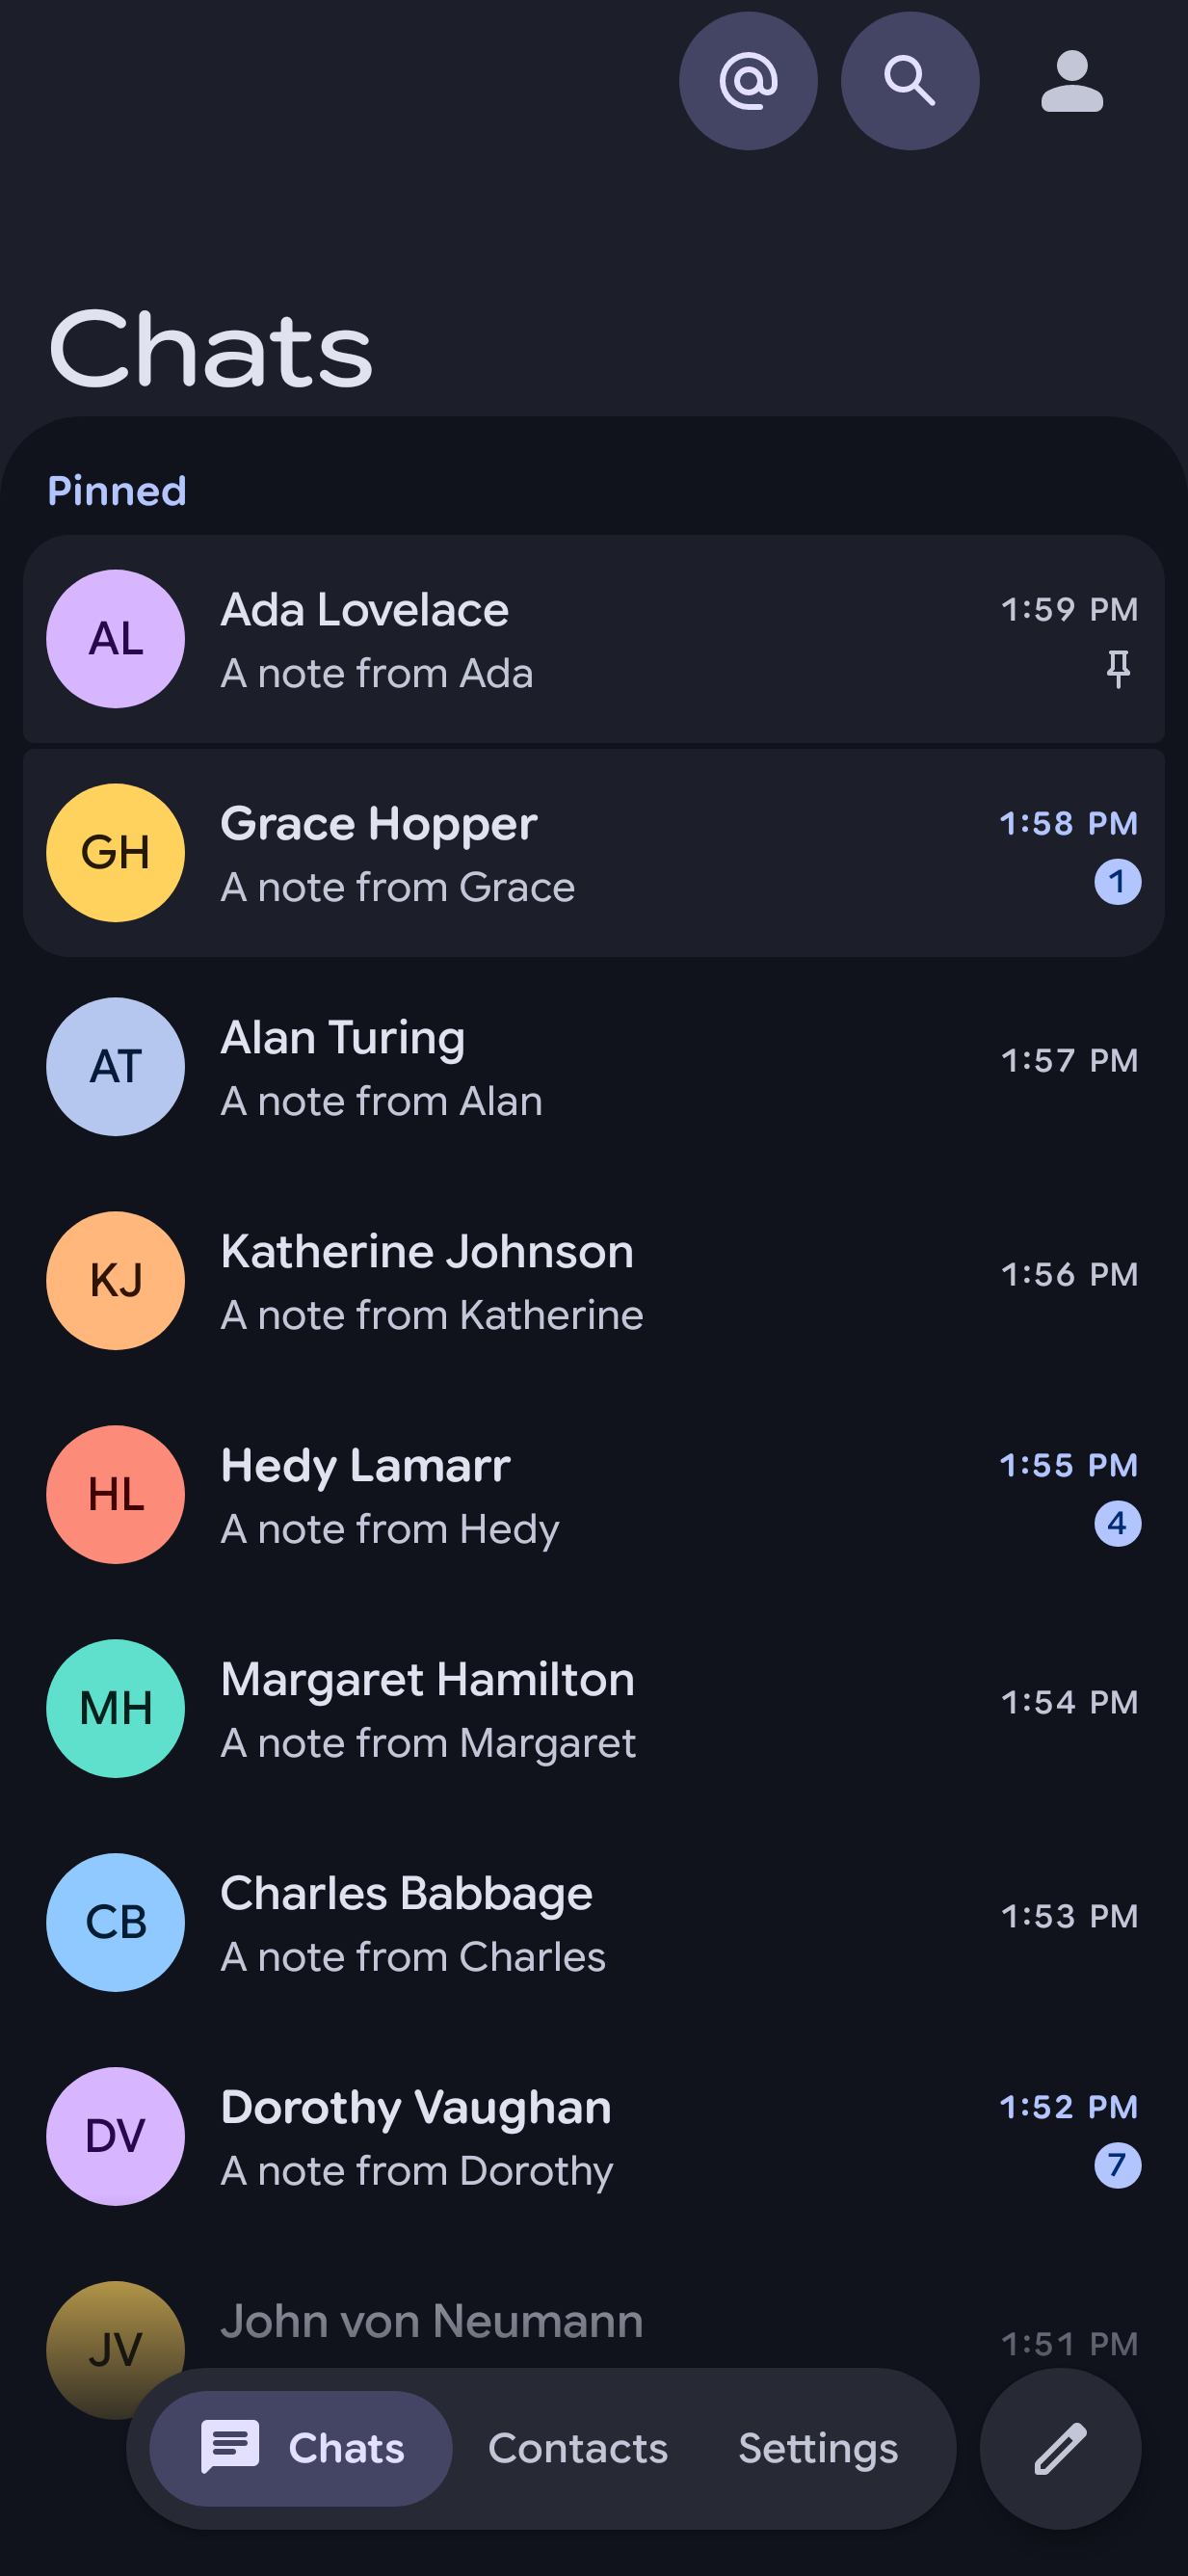 Chats
Pinned
AL
Ada Lovelace
1:59 PM
A note from Ada
GH
Grace Hopper
1:58 PM
A note from Grace
1
AT
Alan Turing
1:57 PM
A note from Alan
KJ
Katherine Johnson
1:56 PM
A note from Katherine
HL
Hedy Lamarr
1:55 PM
A note from Hedy
4
MH
Margaret Hamilton
1:54 PM
A note from Margaret
CB
Charles Babbage
1:53 PM
A note from Charles
DV
Dorothy Vaughan
1:52 PM
A note from Dorothy
7
JV
John von Neumann
1:51 PM
Chats
Contacts
Settings